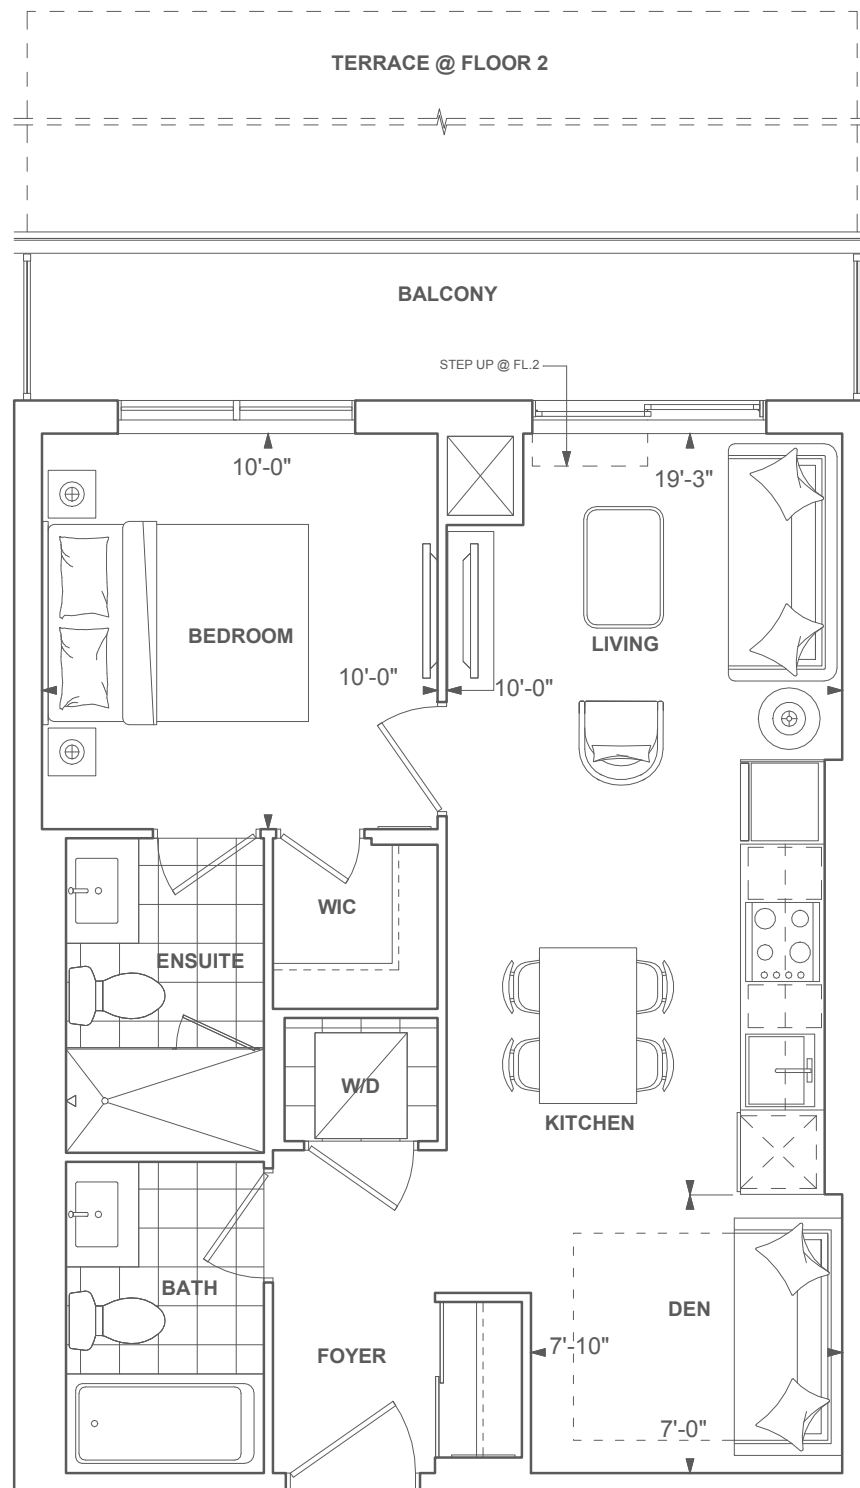 TERRACE @ FLOOR 2
BALCONY
STEP UP @ FL.2
10'-0"
19'-3"
BEDROOM
LIVING
10'-0"
10'-0"
WIC
ENSUITE
W/D
KITCHEN
BATH
DEN
FOYER
7'-10"
7'-0"